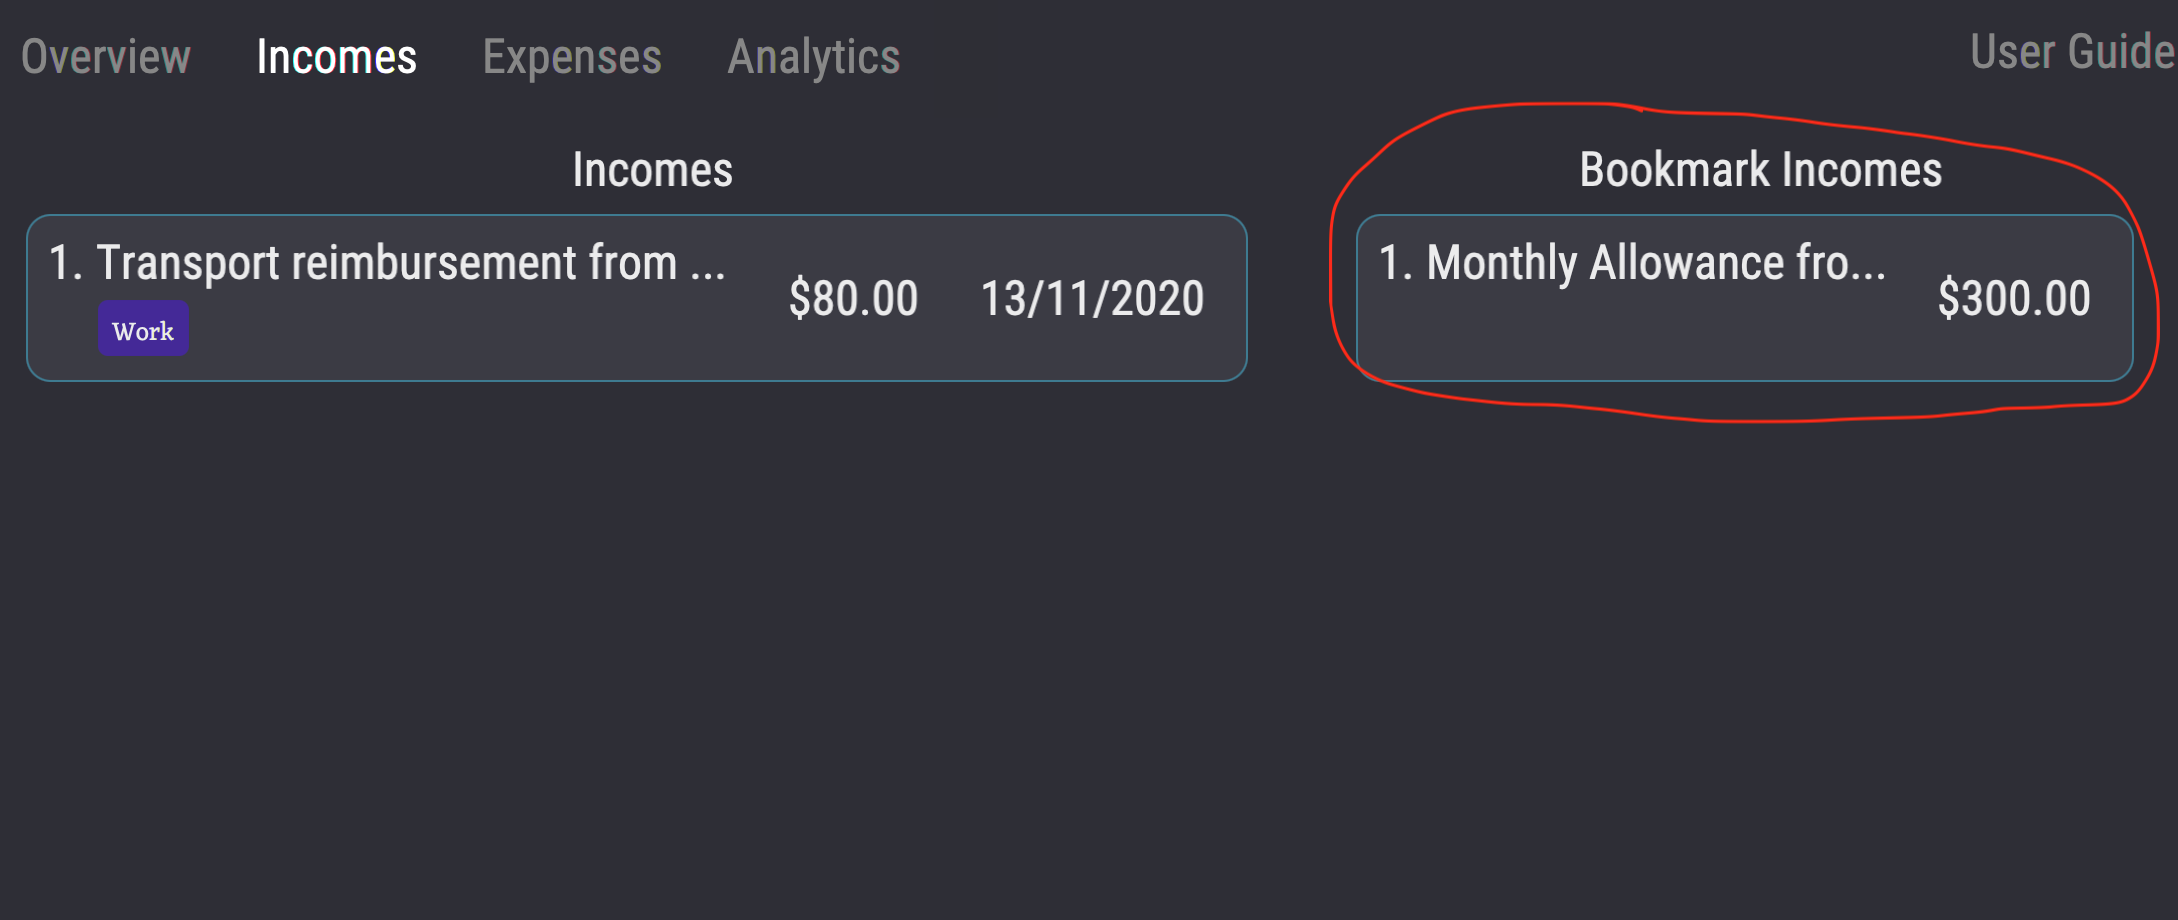 Overview Incomes Expenses Analytics User Guide
Incomes
1. Transport reimbursement from ... $80.00 13/11/2020
Work
Bookmark Incomes
1. Monthly Allowance fro... $300.00